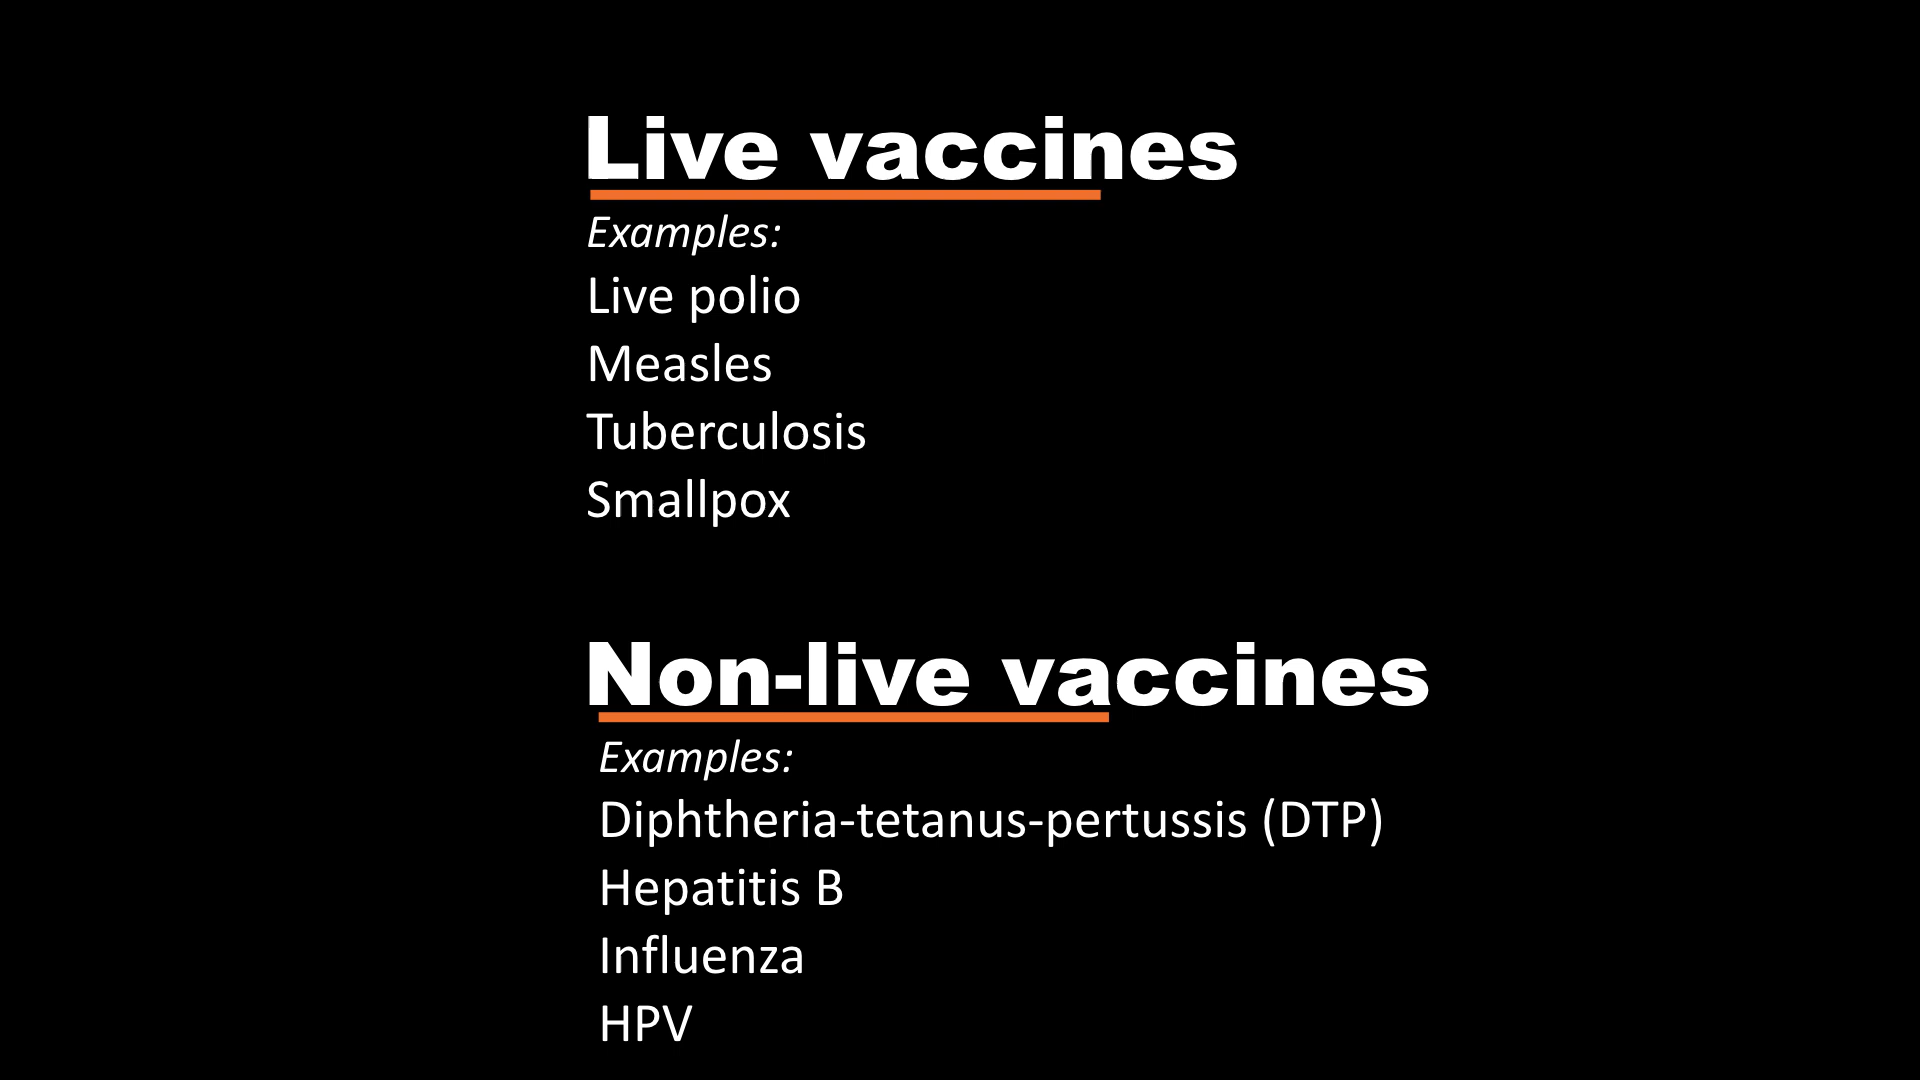 Live vaccines
Examples:
Live polio
Measles
Tuberculosis
Smallpox
Non-live vaccines
Examples:
Diphtheria-tetanus-pertussis (DTP)
Hepatitis B
Influenza
HPV